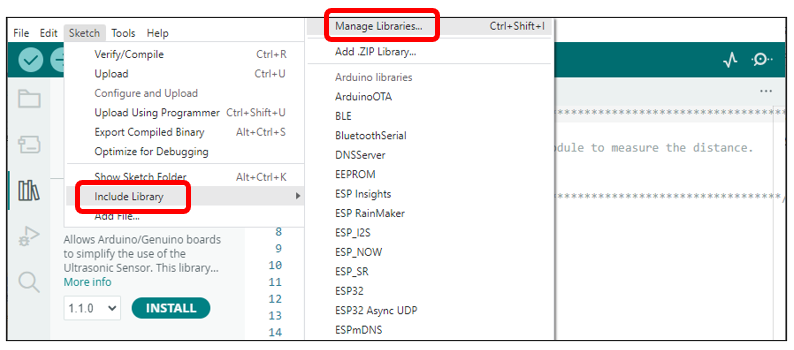 File Edit Sketch Tools Help
Verify/Compile Ctrl+R
Upload Ctrl+U
Configure and Upload
Upload Using Programmer Ctrl+Shift+U
Export Compiled Binary Alt+Ctrl+S
Optimize for Debugging
Show Sketch Folder Alt+Ctrl+K
Include Library
Add File...
Manage Libraries... Ctrl+Shift+I
Add .ZIP Library...
Arduino libraries
ArduinoOTA
BLE
BluetoothSerial
DNSServer
EEPROM
ESP Insights
ESP RainMaker
ESP_I2S
ESP_NOW
ESP_SR
ESP32
ESP32 Async UDP
ESPmDNS
to measure the distance.
Allows Arduino/Genuino boards
to simplify the use of the
Ultrasonic Sensor. This library...
More info
1.1.0 INSTALL
8
9
10
11
12
13
14